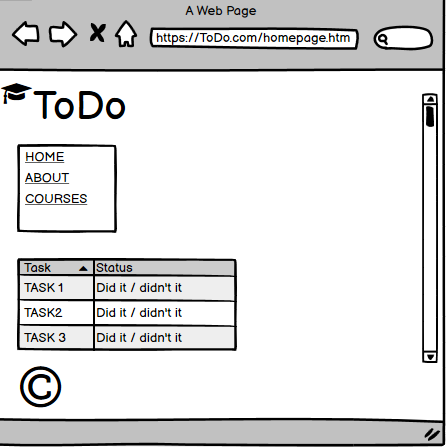 A Web Page
https://ToDo.com/homepage.htm
ToDo
HOME
ABOUT
COURSES
Task Status
TASK 1 Did it / didn't it
TASK2 Did it / didn't it
TASK 3 Did it / didn't it
©